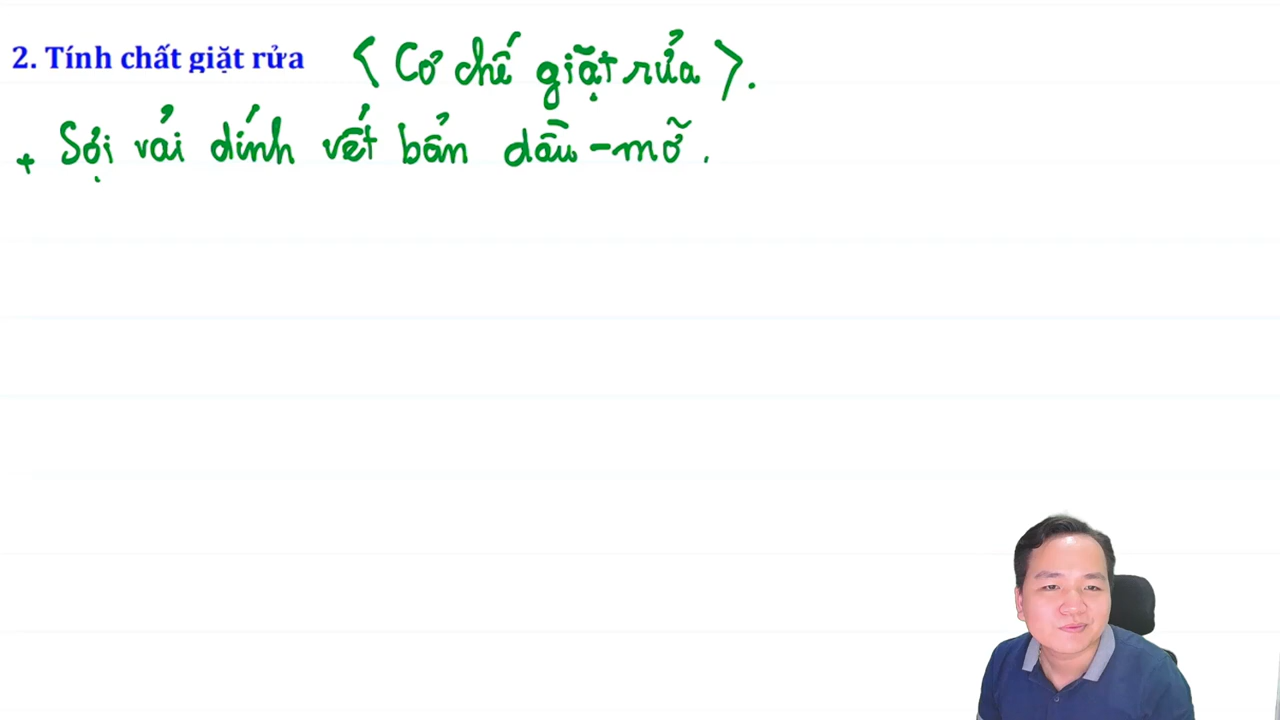 2. Tính chất giặt rửa < Cơ chế giặt rửa >.
+ Sợi vải dính vết bẩn dầu - mỡ.